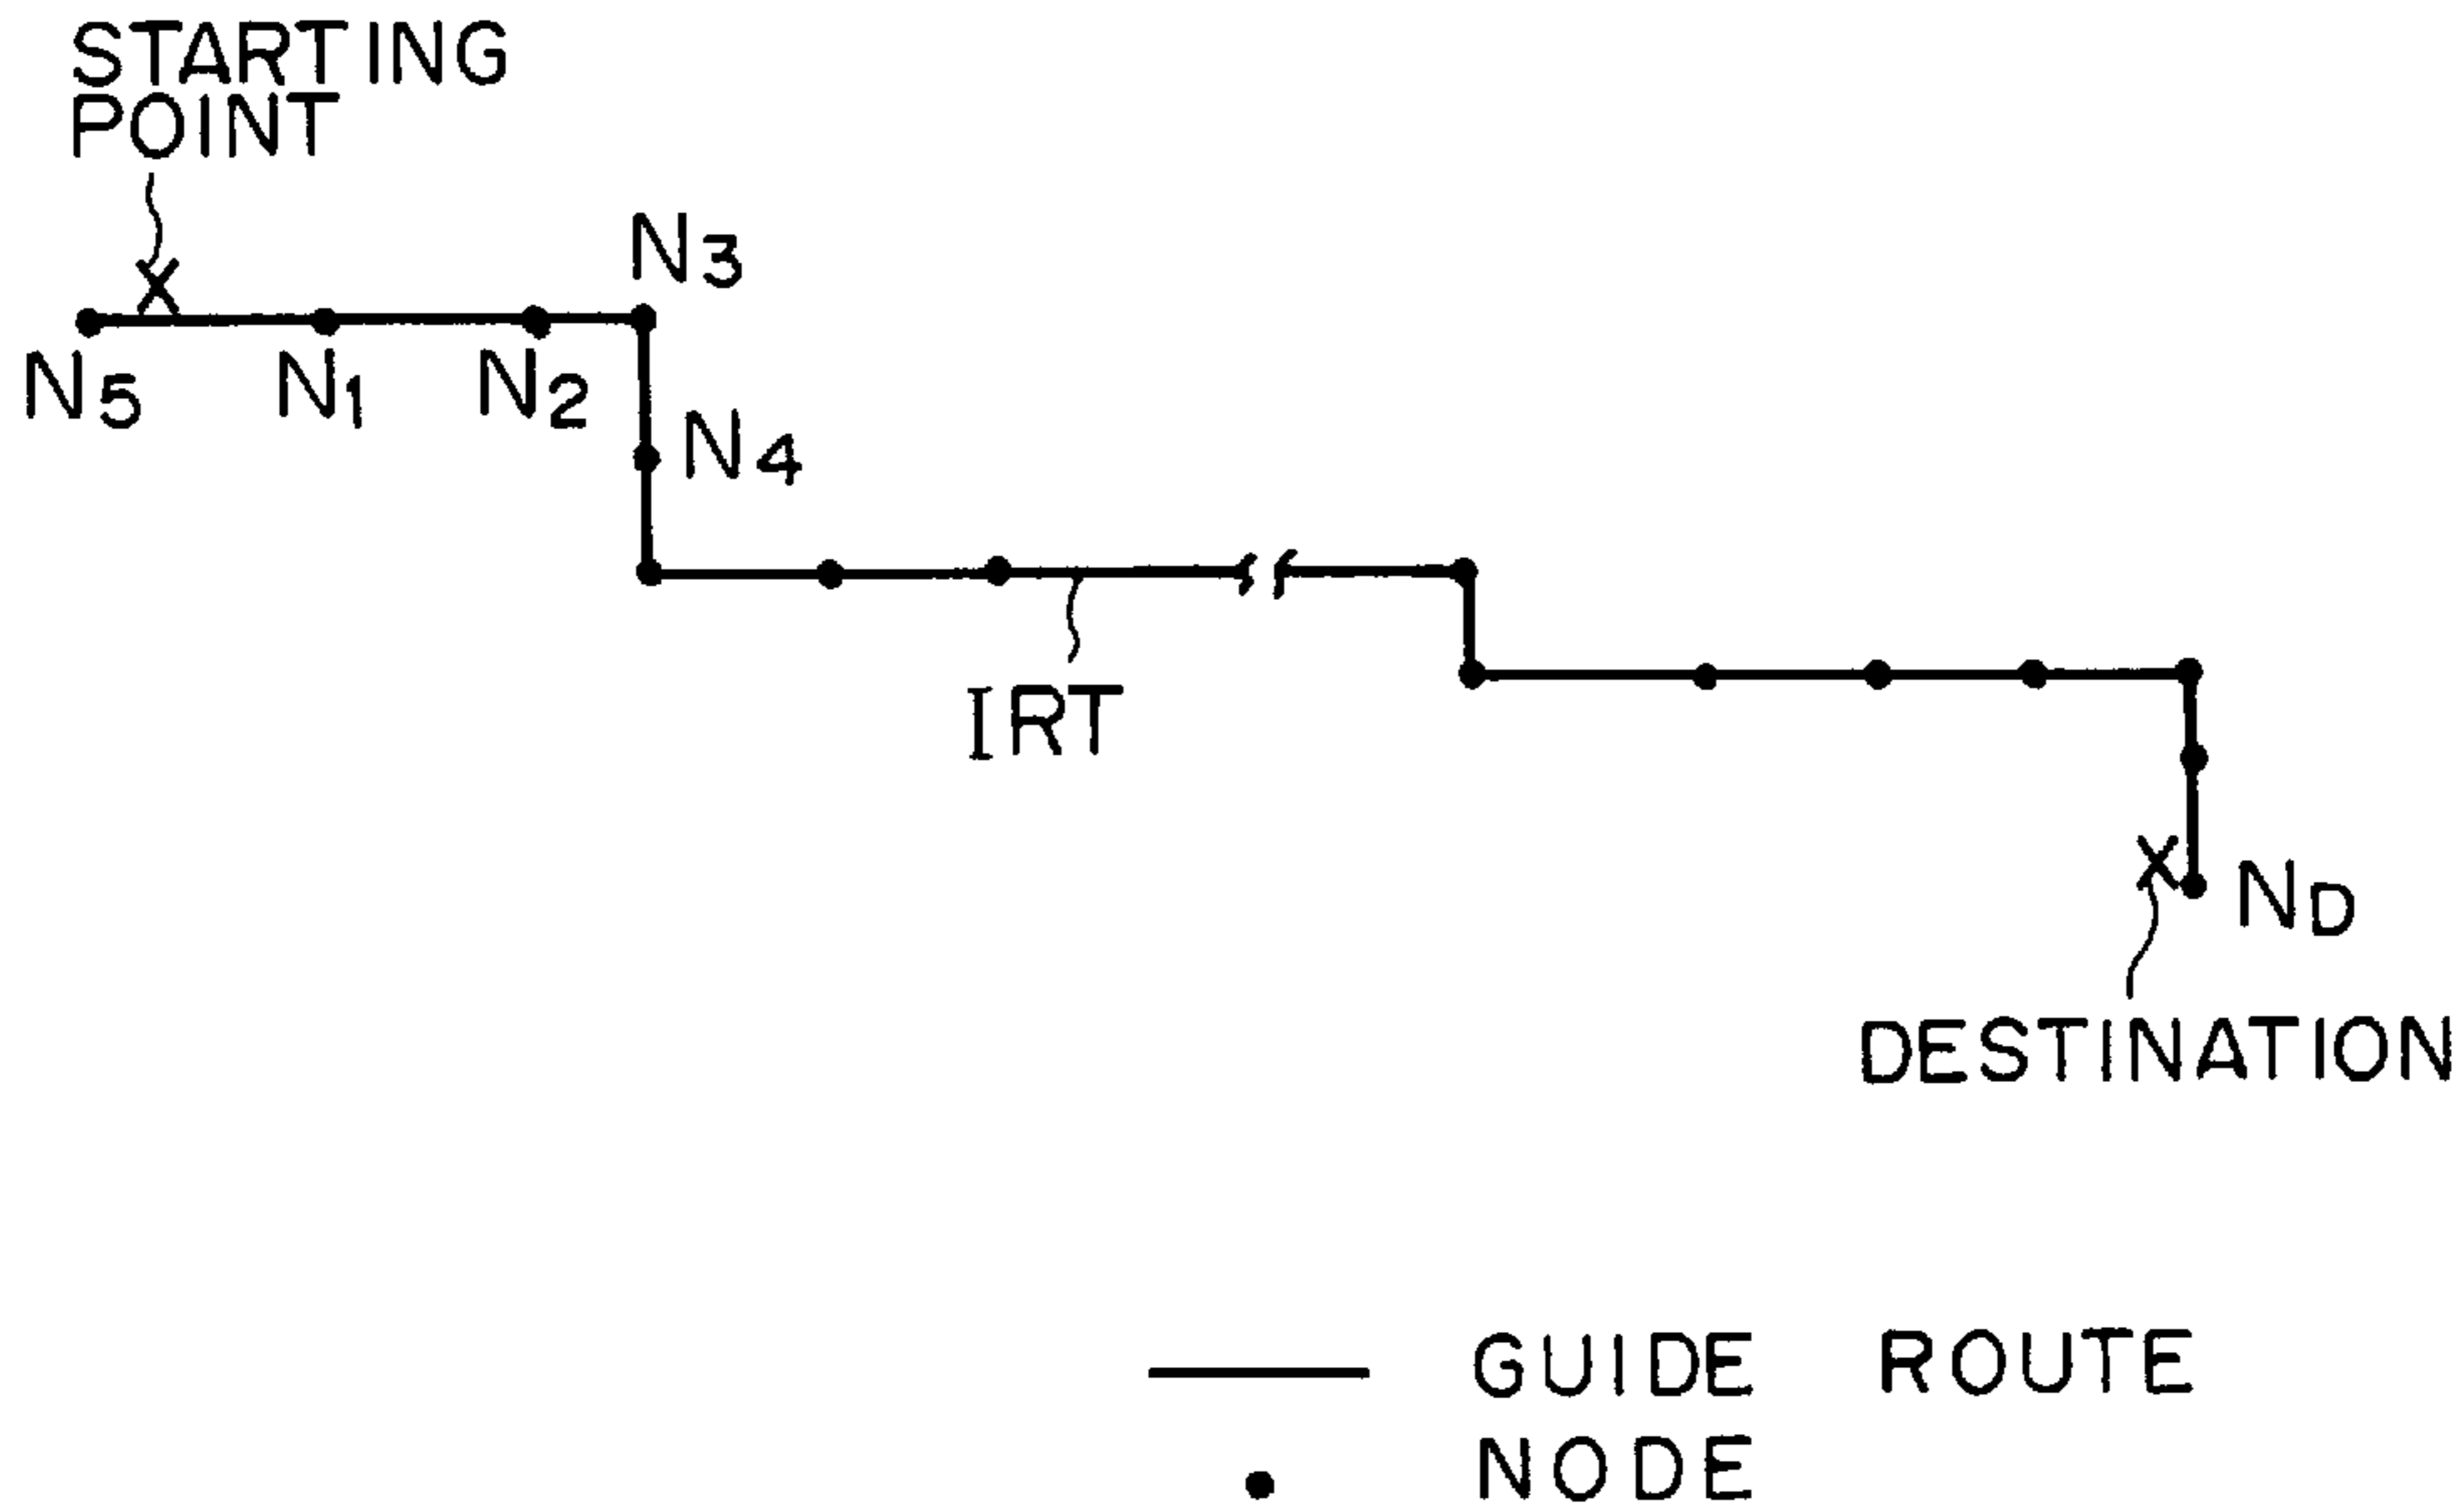 STARTING
POINT
N3
N5
N1
N2
N4
IRT
ND
DESTINATION
GUIDE ROUTE
NODE